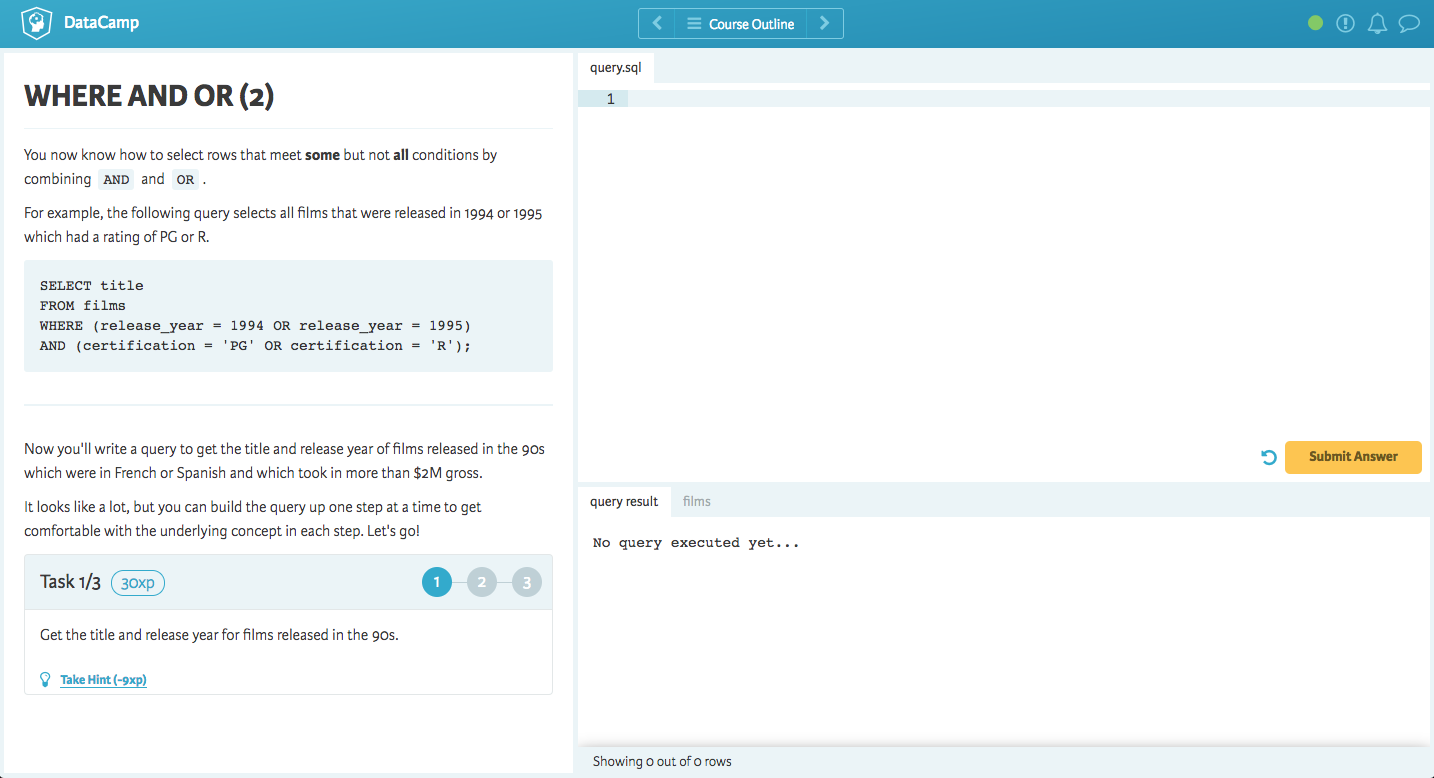 DataCamp
Course Outline
WHERE AND OR (2)
You now know how to select rows that meet some but not all conditions by
combining AND and OR .
For example, the following query selects all films that were released in 1994 or 1995
which had a rating of PG or R.
SELECT title
FROM films
WHERE (release_year = 1994 OR release_year = 1995)
AND (certification = 'PG' OR certification = 'R');
Now you'll write a query to get the title and release year of films released in the 90s
which were in French or Spanish and which took in more than $2M gross.
It looks like a lot, but you can build the query up one step at a time to get
comfortable with the underlying concept in each step. Let's go!
Task 1/3 30xp 1 2 3
Get the title and release year for films released in the 90s.
Take Hint (-9xp)
query.sql
1
Submit Answer
query result films
No query executed yet...
Showing 0 out of 0 rows